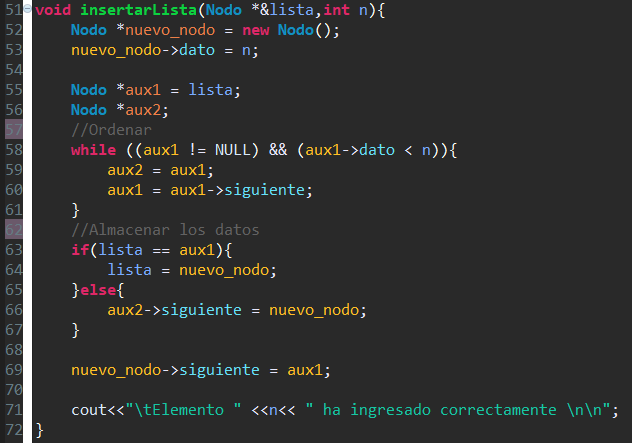 51 void insertarLista(Nodo *&lista,int n){
52     Nodo *nuevo_nodo = new Nodo();
53     nuevo_nodo->dato = n;
54
55     Nodo *aux1 = lista;
56     Nodo *aux2;
57     //Ordenar
58     while ((aux1 != NULL) && (aux1->dato < n)){
59         aux2 = aux1;
60         aux1 = aux1->siguiente;
61     }
62     //Almacenar los datos
63     if(lista == aux1){
64         lista = nuevo_nodo;
65     }else{
66         aux2->siguiente = nuevo_nodo;
67     }
68
69     nuevo_nodo->siguiente = aux1;
70
71     cout<<"\tElemento " <<n<< " ha ingresado correctamente \n\n";
72 }